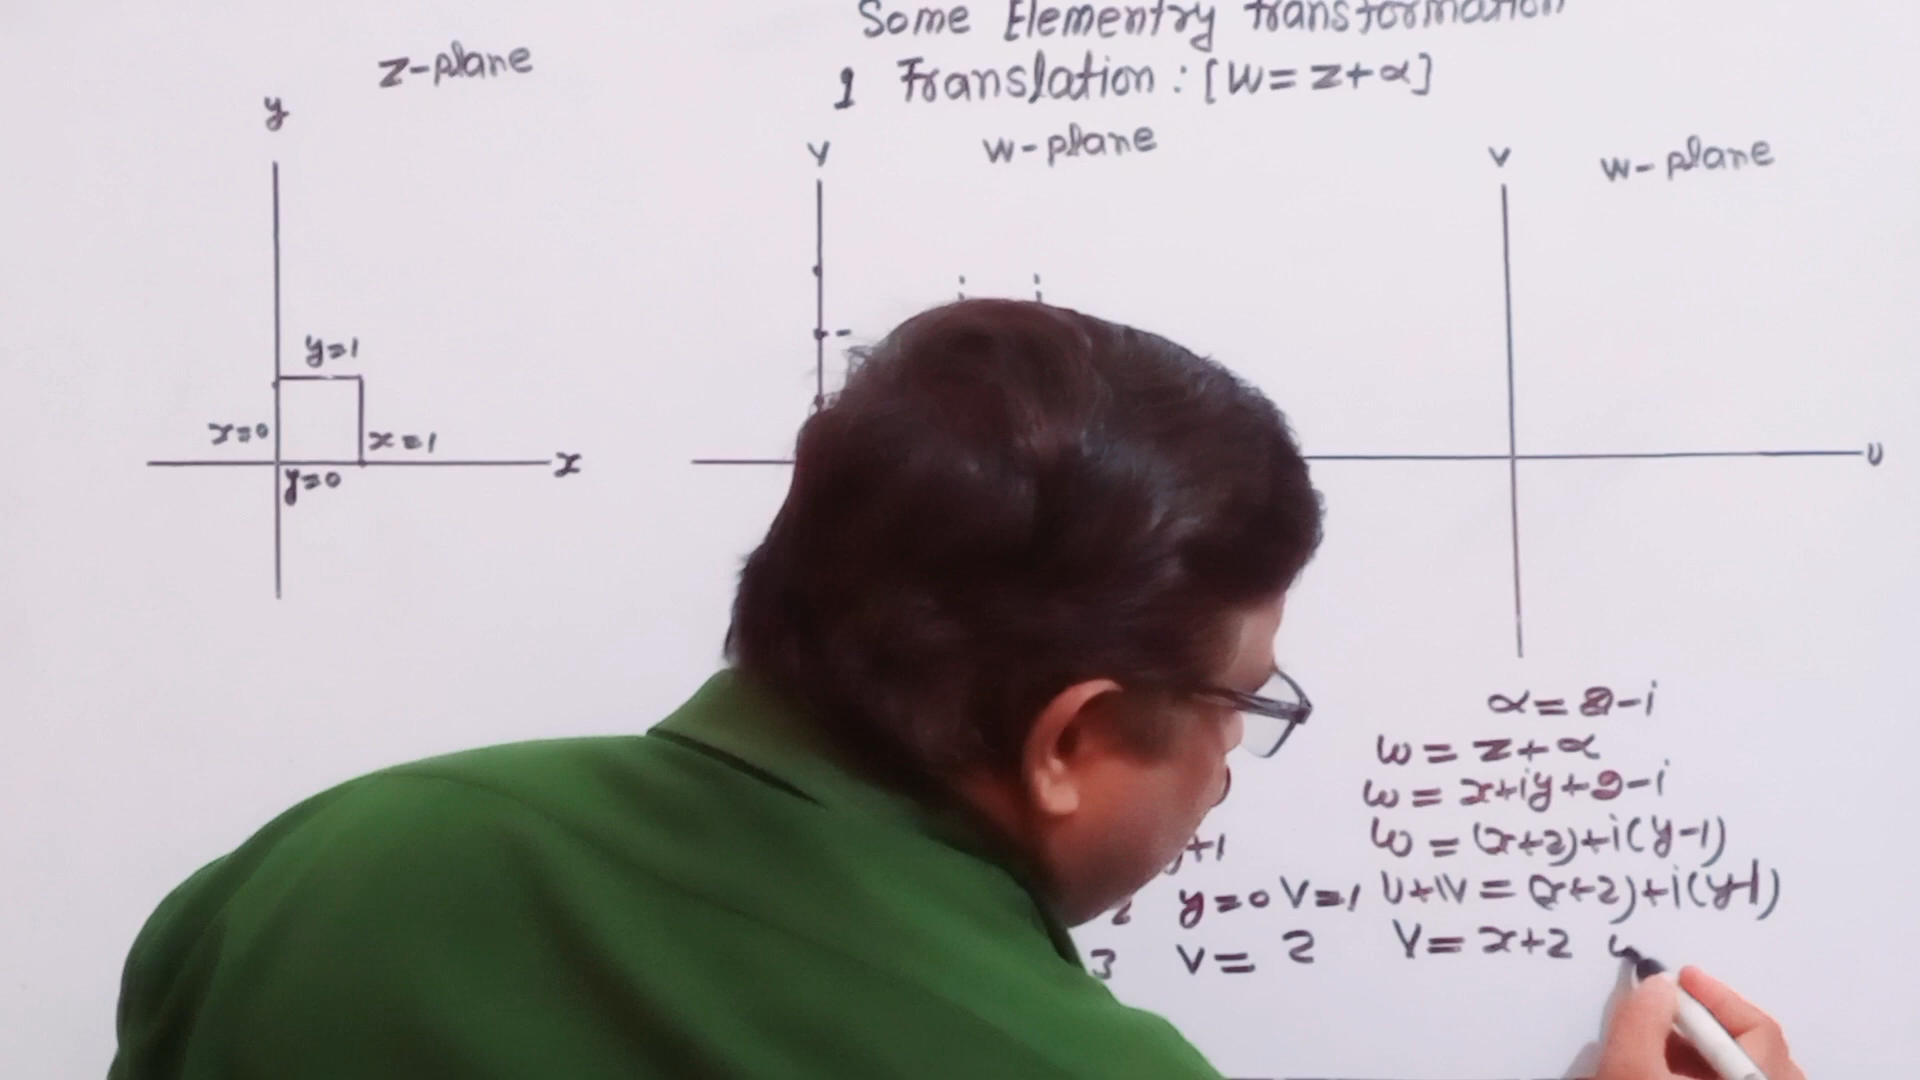 Some Elementry transformation
1 Translation : [W = z+α]
z-plane
y
y=1
x=0
x=1
y=0
x
w-plane
v
w-plane
v
U
α = 2-i
w = z+α
w = x+iy+2-i
w = (x+2)+i(y-1)
+1
y=0 V=1
U+iV = (x+2)+i(y-1)
3 V= 2
V= x+2